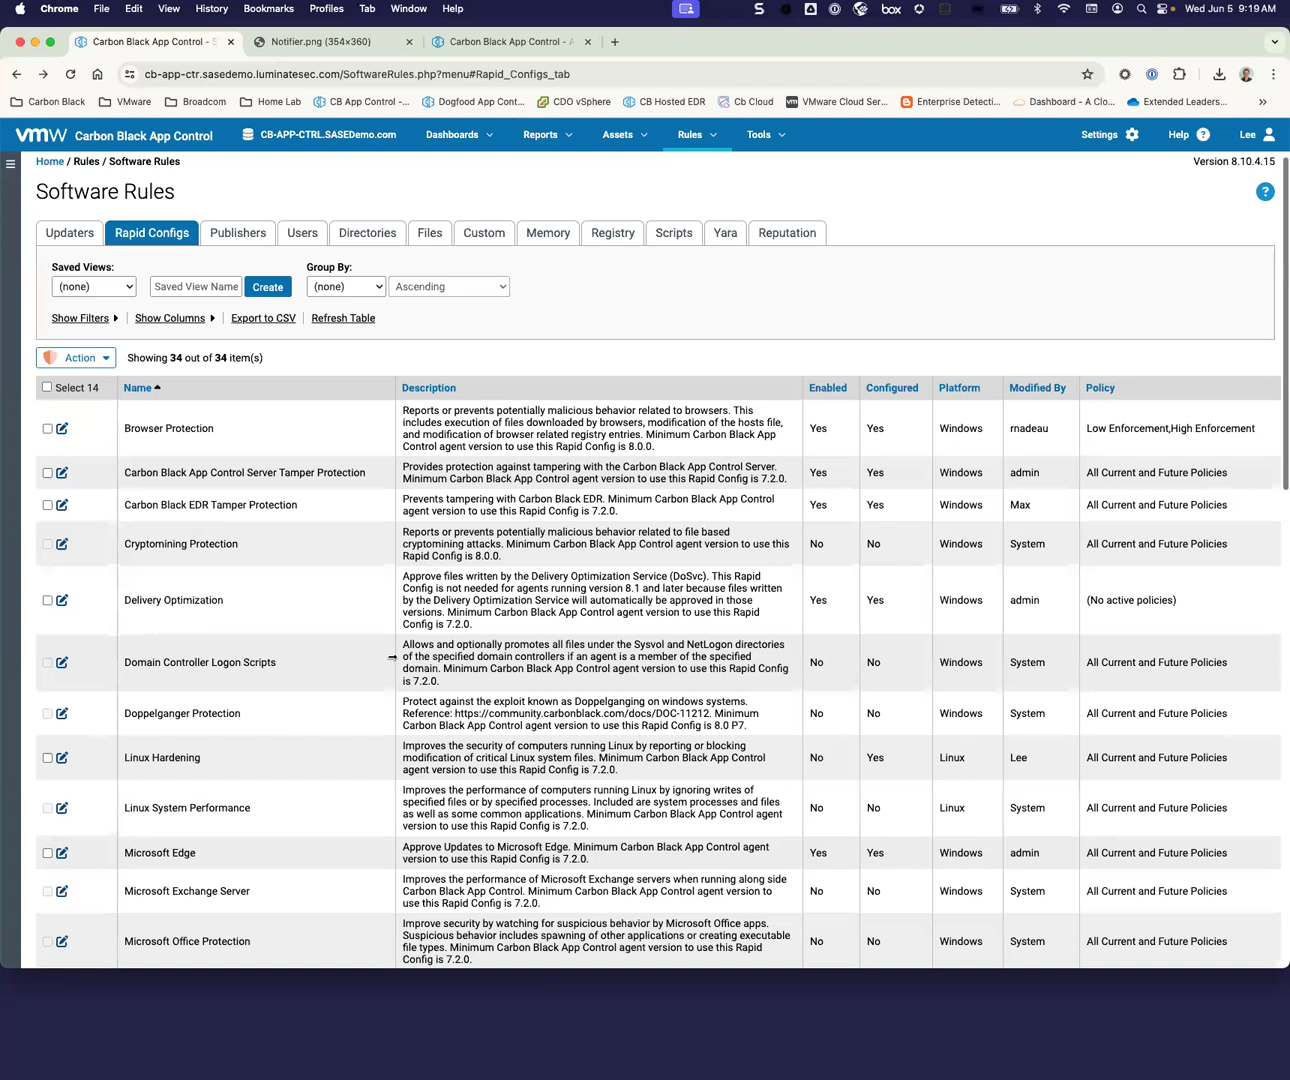 Chrome File Edit View History Bookmarks Profiles Tab Window Help box Wed Jun 5 9:19 AM
Carbon Black App Control - S Notifier.png (354×360) Carbon Black App Control - A
cb-app-ctr.sasedemo.luminatesec.com/SoftwareRules.php?menu#Rapid_Configs_tab
Carbon Black VMware Broadcom Home Lab CB App Control -... Dogfood App Cont... CDO vSphere CB Hosted EDR Cb Cloud VMware Cloud Ser... Enterprise Detecti... Dashboard - A Clo... Extended Leaders...
vmw Carbon Black App Control CB-APP-CTRL.SASEDemo.com Dashboards Reports Assets Rules Tools Settings Help ? Lee
Home / Rules / Software Rules Version 8.10.4.15
Software Rules ?
Updaters Rapid Configs Publishers Users Directories Files Custom Memory Registry Scripts Yara Reputation
Saved Views: Group By:
(none) Saved View Name Create (none) Ascending
Show Filters Show Columns Export to CSV Refresh Table
Action Showing 34 out of 34 item(s)
Select 14 Name Description Enabled Configured Platform Modified By Policy
Reports or prevents potentially malicious behavior related to browsers. This
includes execution of files downloaded by browsers, modification of the hosts file,
Browser Protection Yes Yes Windows rnadeau Low Enforcement,High Enforcement
and modification of browser related registry entries. Minimum Carbon Black App
Control agent version to use this Rapid Config is 8.0.0.
Carbon Black App Control Server Tamper Protection Provides protection against tampering with the Carbon Black App Control Server. Yes Yes Windows admin All Current and Future Policies
Minimum Carbon Black App Control agent version to use this Rapid Config is 7.2.0.
Carbon Black EDR Tamper Protection Prevents tampering with Carbon Black EDR. Minimum Carbon Black App Control Yes Yes Windows Max All Current and Future Policies
agent version to use this Rapid Config is 7.2.0.
Reports or prevents potentially malicious behavior related to file based
Cryptomining Protection cryptomining attacks. Minimum Carbon Black App Control agent version to use this No No Windows System All Current and Future Policies
Rapid Config is 8.0.0.
Approve files written by the Delivery Optimization Service (DoSvc). This Rapid
Config is not needed for agents running version 8.1 and later because files written
Delivery Optimization by the Delivery Optimization Service will automatically be approved in those Yes Yes Windows admin (No active policies)
versions. Minimum Carbon Black App Control agent version to use this Rapid
Config is 7.2.0.
Allows and optionally promotes all files under the Sysvol and NetLogon directories
of the specified domain controllers if an agent is a member of the specified
Domain Controller Logon Scripts No No Windows System All Current and Future Policies
domain. Minimum Carbon Black App Control agent version to use this Rapid Config
is 7.2.0.
Protect against the exploit known as Doppelganging on windows systems.
Doppelganger Protection Reference: https://community.carbonblack.com/docs/DOC-11212. Minimum No No Windows System All Current and Future Policies
Carbon Black App Control agent version to use this Rapid Config is 8.0 P7.
Improves the security of computers running Linux by reporting or blocking
Linux Hardening modification of critical Linux system files. Minimum Carbon Black App Control No Yes Linux Lee All Current and Future Policies
agent version to use this Rapid Config is 7.2.0.
Improves the performance of computers running Linux by ignoring writes of
specified files or by specified processes. Included are system processes and files
Linux System Performance No No Linux System All Current and Future Policies
as well as some common applications. Minimum Carbon Black App Control agent
version to use this Rapid Config is 7.2.0.
Microsoft Edge Approve Updates to Microsoft Edge. Minimum Carbon Black App Control agent Yes Yes Windows admin All Current and Future Policies
version to use this Rapid Config is 7.2.0.
Improves the performance of Microsoft Exchange servers when running along side
Microsoft Exchange Server Carbon Black App Control. Minimum Carbon Black App Control agent version to No No Windows System All Current and Future Policies
use this Rapid Config is 7.2.0.
Improve security by watching for suspicious behavior by Microsoft Office apps.
Suspicious behavior includes spawning of other applications or creating executable
Microsoft Office Protection No No Windows System All Current and Future Policies
file types. Minimum Carbon Black App Control agent version to use this Rapid
Config is 7.2.0.